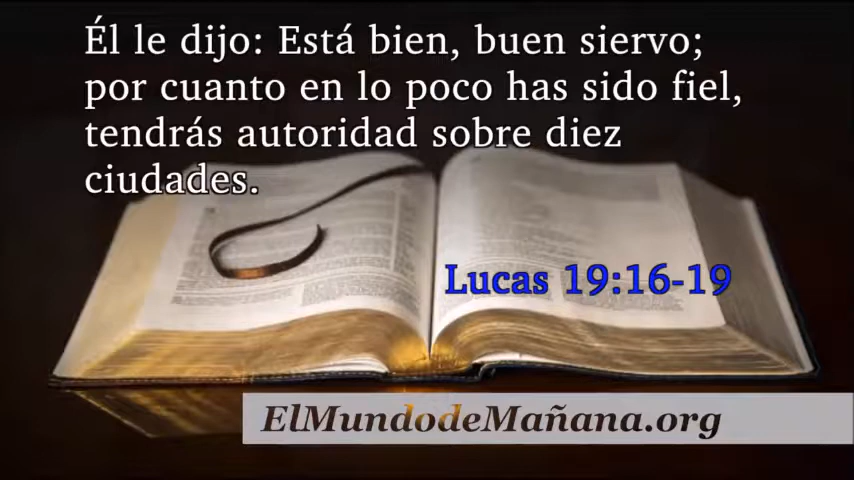 Él le dijo: Está bien, buen siervo;
por cuanto en lo poco has sido fiel,
tendrás autoridad sobre diez
ciudades.
Lucas 19:16-19
ElMundodeMañana.org